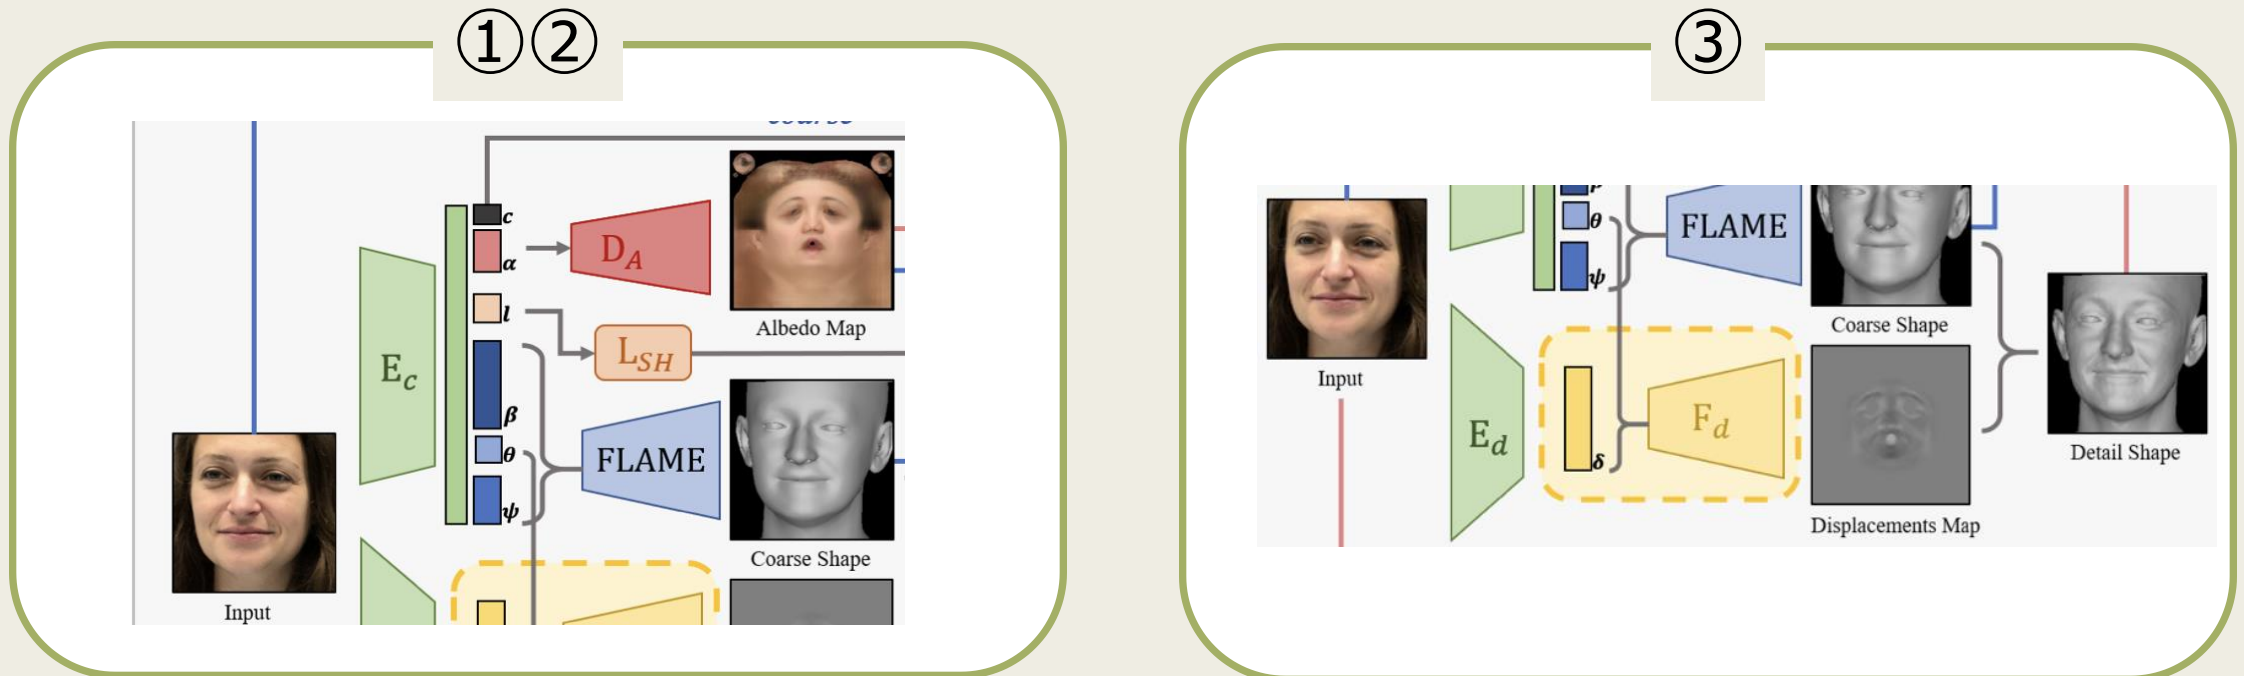 ①②
coarse
c
α
D_A
Albedo Map
l
L_SH
E_c
β
θ
FLAME
ψ
Coarse Shape
Input
③
θ
FLAME
ψ
Coarse Shape
Input
E_d
δ
F_d
Detail Shape
Displacements Map